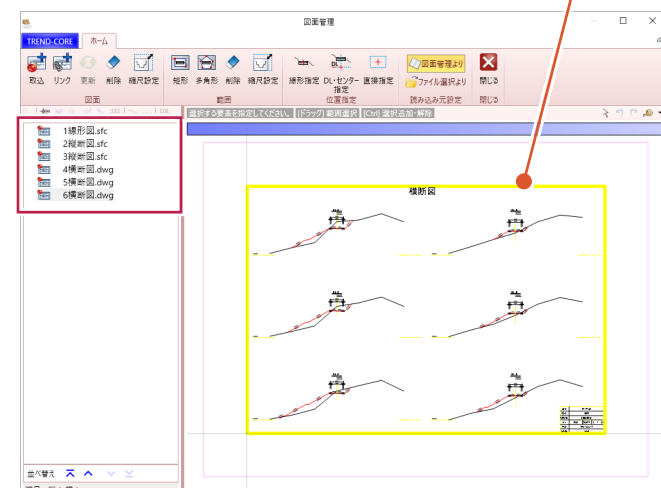 図面管理
TREND-CORE ホーム
取込 リンク 更新 削除 縮尺設定 矩形 多角形 削除 縮尺設定 線形指定 DL・センター指定 直接指定 図面管理より ファイル選択より 閉じる
図面 範囲 位置指定 読み込み元設定 閉じる
選択する要素を指定してください。 [ドラッグ] 範囲選択 [Ctrl] 選択追加・解除
1線形図.sfc
2縦断図.sfc
3縦断図.sfc
4横断図.dwg
5横断図.dwg
6横断図.dwg
横断図
並べ替え